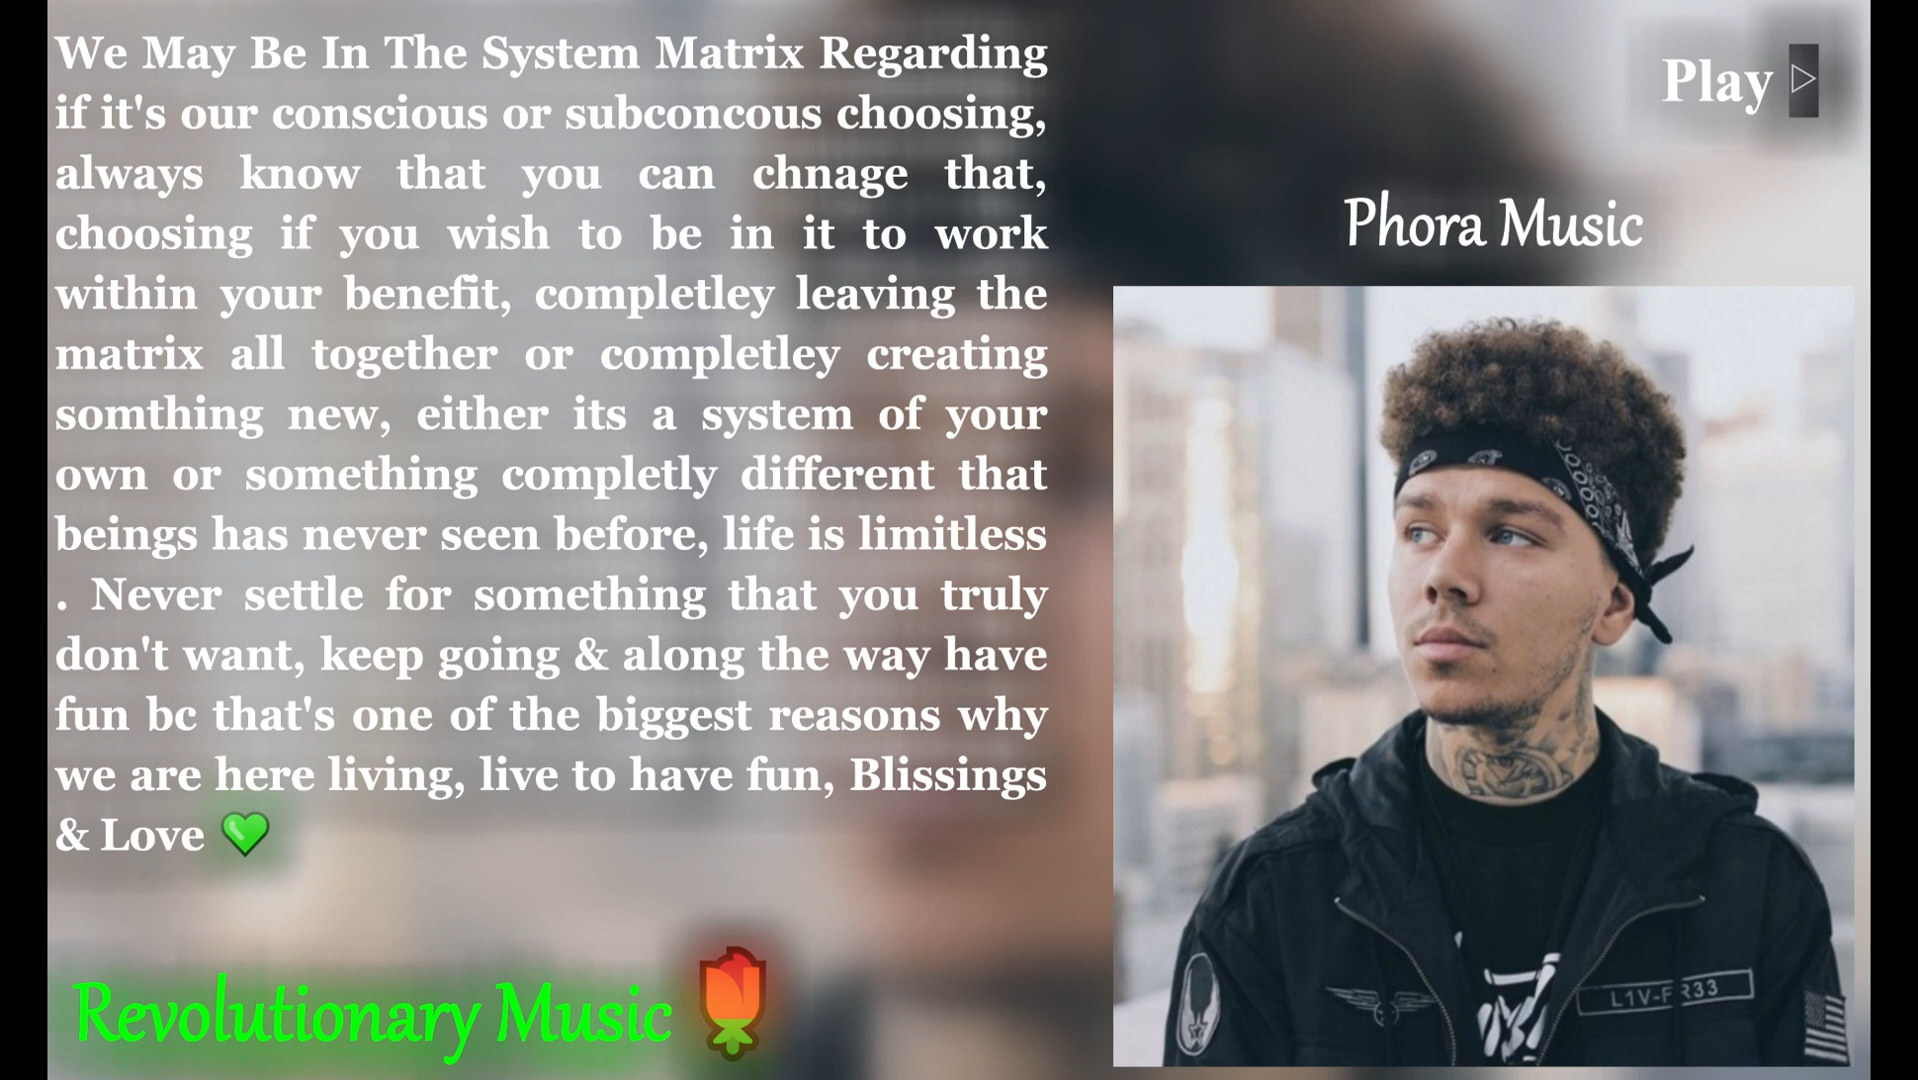 We May Be In The System Matrix Regarding
if it's our conscious or subconcous choosing,
always know that you can chnage that,
choosing if you wish to be in it to work
within your benefit, completley leaving the
matrix all together or completley creating
somthing new, either its a system of your
own or something completly different that
beings has never seen before, life is limitless
. Never settle for something that you truly
don't want, keep going & along the way have
fun bc that's one of the biggest reasons why
we are here living, live to have fun, Blissings
& Love 💚
Play
Phora Music
L1V-FR33
Revolutionary Music